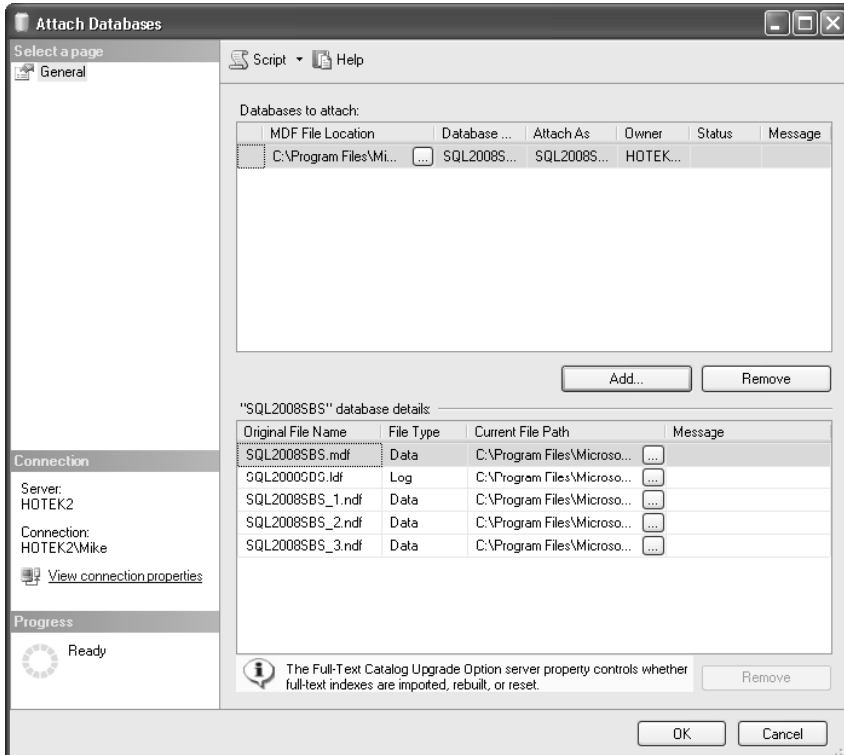 Attach Databases
Select a page
General
Script Help
Databases to attach:
MDF File Location Database ... Attach As Owner Status Message
C:\Program Files\Mi... ... SQL2008S... SQL2008S... HOTEK...
Add... Remove
"SQL2008SBS" database details:
Original File Name File Type Current File Path Message
SQL2008SBS.mdf Data C:\Program Files\Microso... ...
SQL2008SBS.ldf Log C:\Program Files\Microso... ...
SQL2008SBS_1.ndf Data C:\Program Files\Microso... ...
SQL2008SBS_2.ndf Data C:\Program Files\Microso... ...
SQL2008SBS_3.ndf Data C:\Program Files\Microso... ...
Connection
Server:
HOTEK2
Connection:
HOTEK2\Mike
View connection properties
Progress
Ready
The Full-Text Catalog Upgrade Option server property controls whether
full-text indexes are imported, rebuilt, or reset.
Remove
OK Cancel